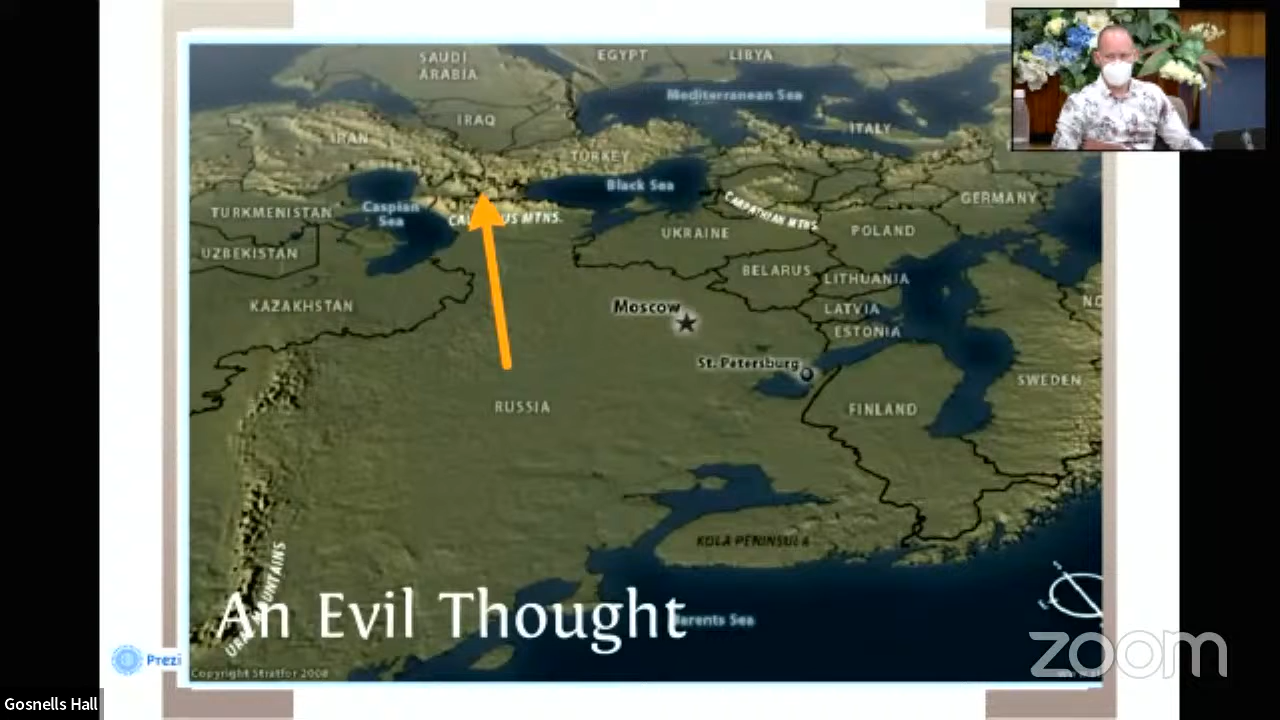 SAUDI
ARABIA
EGYPT
LIBYA
Mediterranean Sea
IRAQ
IRAN
ITALY
TURKEY
Black Sea
Caspian
Sea
TURKMENISTAN
CARPATHIAN MTNS.
GERMANY
MTNS.
UKRAINE
POLAND
UZBEKISTAN
BELARUS
LITHUANIA
KAZAKHSTAN
Moscow
LATVIA
ESTONIA
St. Petersburg
SWEDEN
RUSSIA
FINLAND
KOLA PENINSULA
An Evil Thought
Sea
Prezi
Copyright Stratfor 2008
zoom
Gosnells Hall